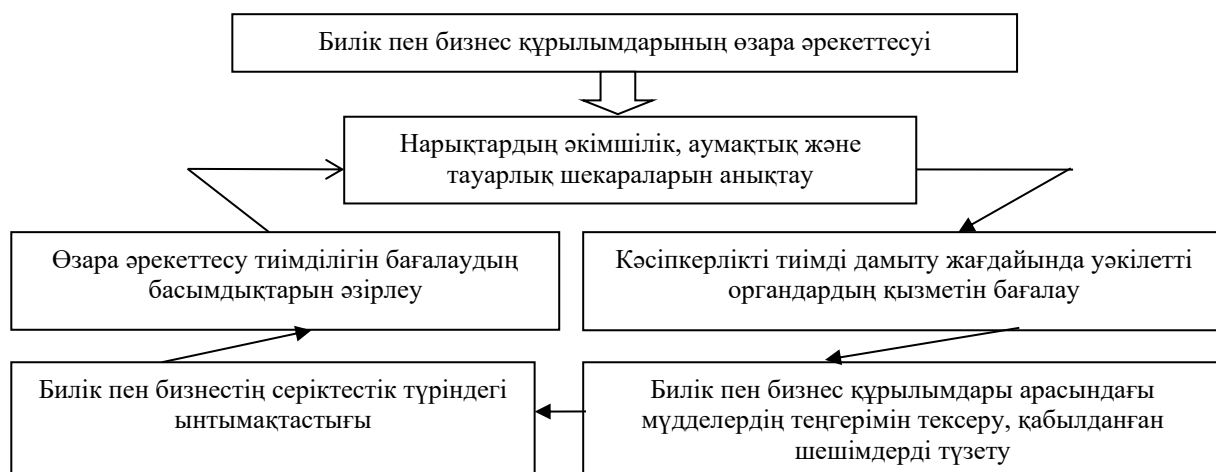 Билік пен бизнес құрылымдарының өзара әрекеттесуі
Нарықтардың әкімшілік, аумақтық және
тауарлық шекараларын анықтау
Өзара әрекеттесу тиімділігін бағалаудың
басымдықтарын әзірлеу
Кәсіпкерлікті тиімді дамыту жағдайында уәкілетті
органдардың қызметін бағалау
Билік пен бизнестің серіктестік түріндегі
ынтымақтастығы
Билік пен бизнес құрылымдары арасындағы
мүдделердің теңгерімін тексеру, қабылданған
шешімдерді түзету